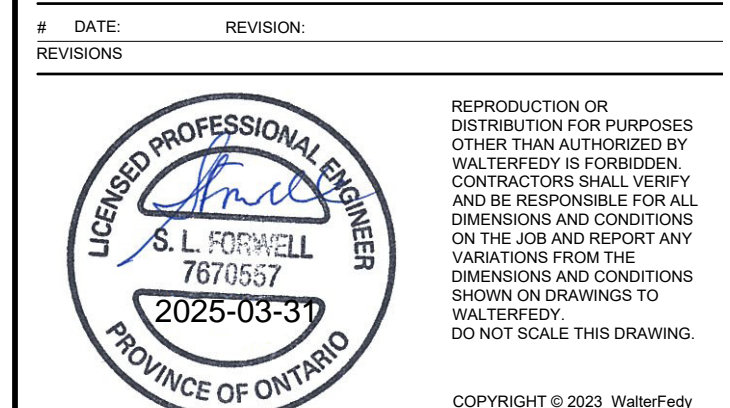 # DATE: REVISION:
REVISIONS
LICENSED PROFESSIONAL ENGINEER
S. L. FORWELL
7670557
2025-03-31
PROVINCE OF ONTARIO
REPRODUCTION OR
DISTRIBUTION FOR PURPOSES
OTHER THAN AUTHORIZED BY
WALTERFEDY IS FORBIDDEN.
CONTRACTORS SHALL VERIFY
AND BE RESPONSIBLE FOR ALL
DIMENSIONS AND CONDITIONS
ON THE JOB AND REPORT ANY
VARIATIONS FROM THE
DIMENSIONS AND CONDITIONS
SHOWN ON DRAWINGS TO
WALTERFEDY.
DO NOT SCALE THIS DRAWING.
COPYRIGHT © 2023 WalterFedy